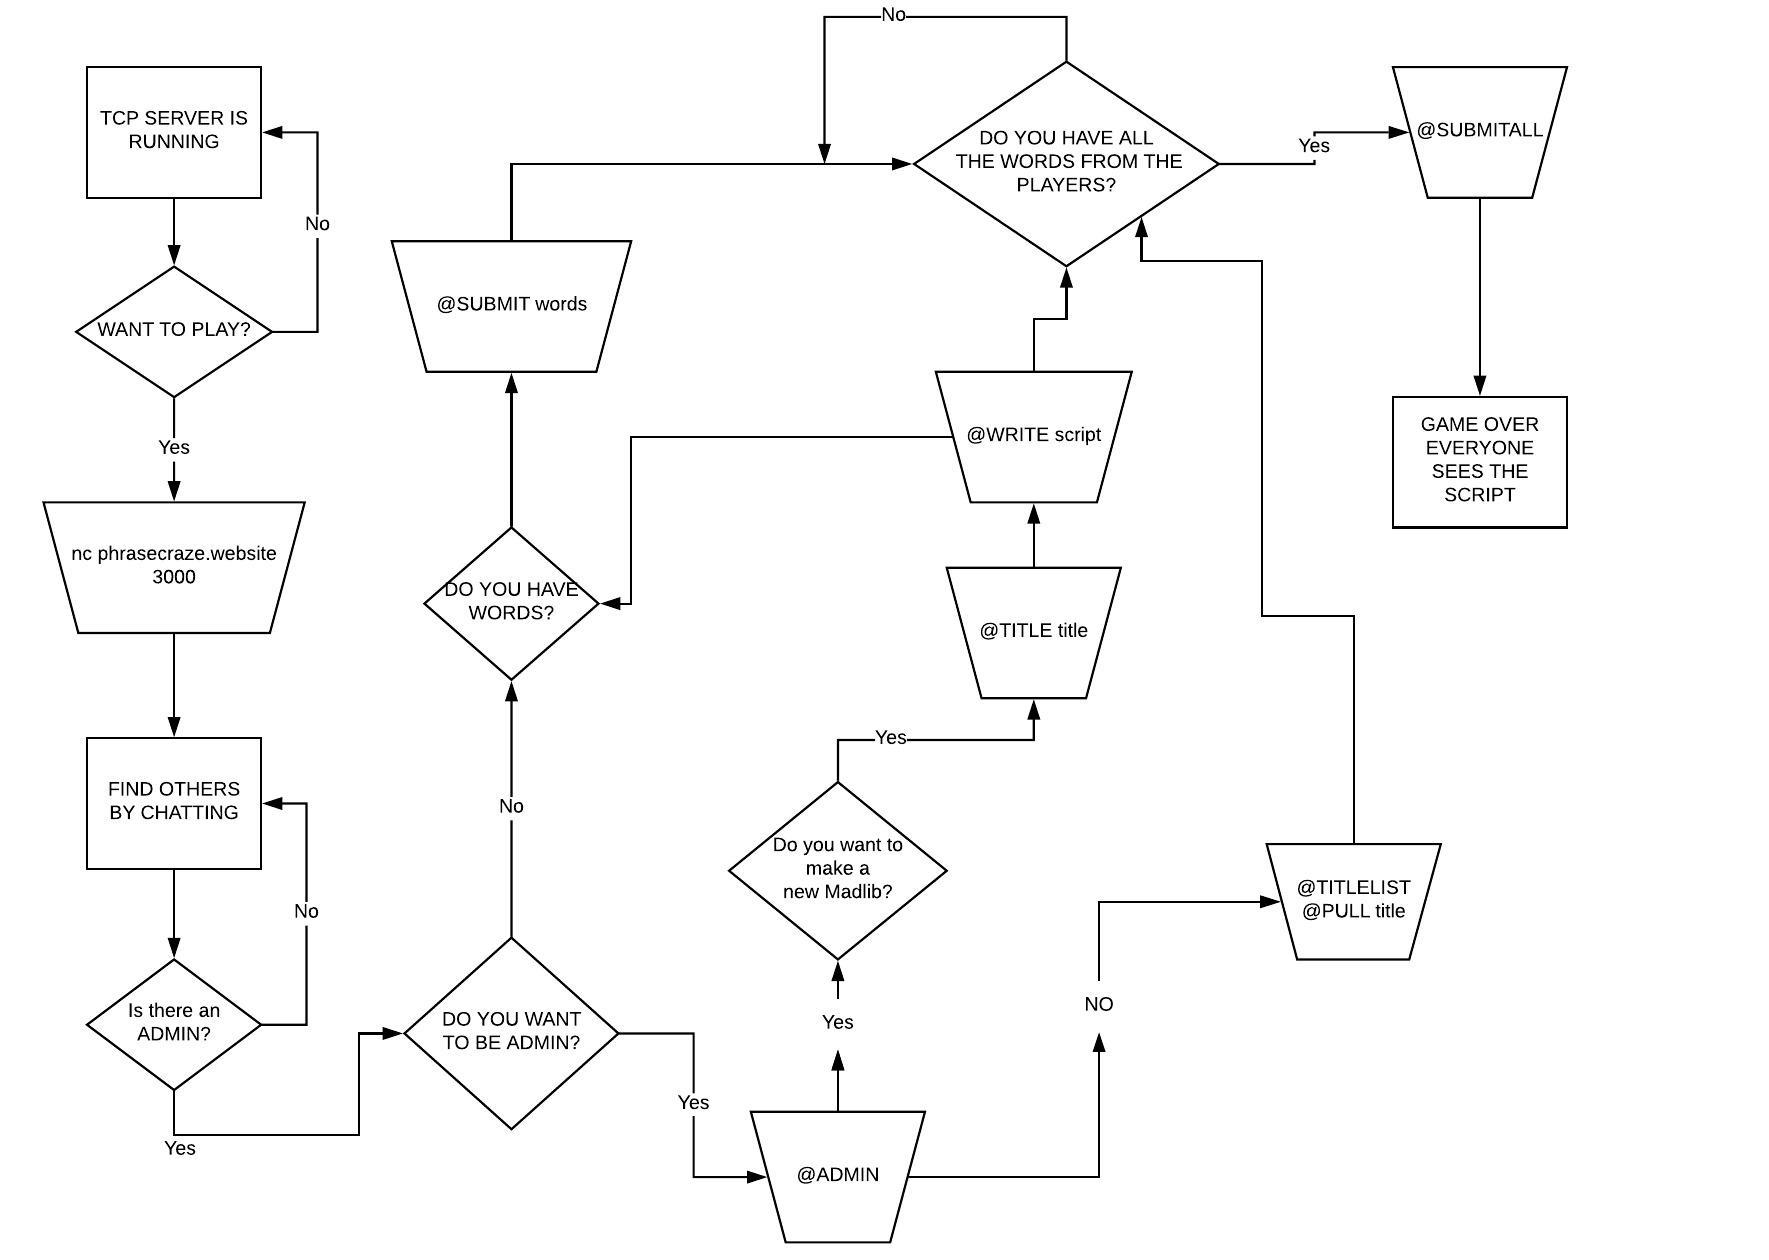 No
TCP SERVER IS
RUNNING
No
WANT TO PLAY?
Yes
nc phrasecraze.website
3000
FIND OTHERS
BY CHATTING
No
Is there an
ADMIN?
Yes
@SUBMIT words
DO YOU HAVE
WORDS?
No
DO YOU WANT
TO BE ADMIN?
Yes
DO YOU HAVE ALL
THE WORDS FROM THE
PLAYERS?
Yes
@SUBMITALL
GAME OVER
EVERYONE
SEES THE
SCRIPT
@WRITE script
@TITLE title
Yes
Do you want to
make a
new Madlib?
Yes
@ADMIN
NO
@TITLELIST
@PULL title